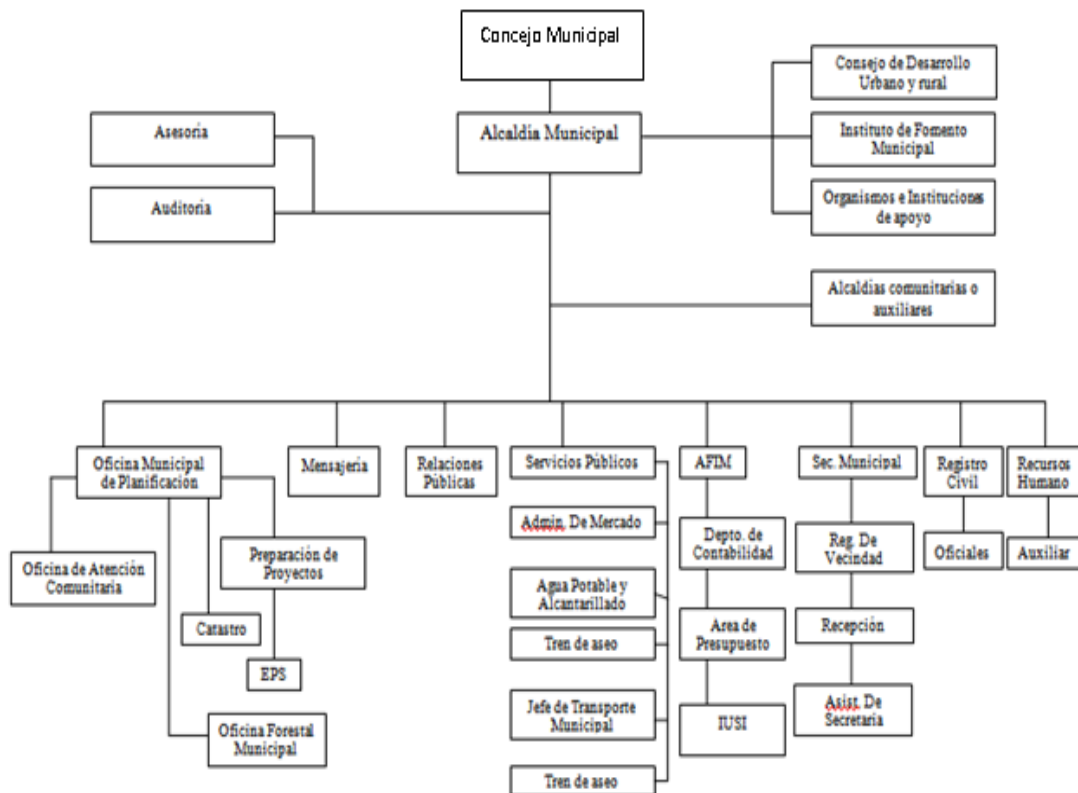 Concejo Municipal
Consejo de Desarrollo
Urbano y rural
Asesoría
Alcaldía Municipal
Instituto de Fomento
Municipal
Auditoría
Organismos e Instituciones
de apoyo
Alcaldías comunitarias o
auxiliares
Oficina Municipal
de Planificación
Mensajería
Relaciones
Públicas
Servicios Públicos
AFIM
Sec. Municipal
Registro
Civil
Recursos
Humano
Oficina de Atención
Comunitaria
Preparación de
Proyectos
Catastro
EPS
Oficina Forestal
Municipal
Admin. De Mercado
Agua Potable y
Alcantarillado
Tren de aseo
Jefe de Transporte
Municipal
Tren de aseo
Depto. de
Contabilidad
Area de
Presupuesto
IUSI
Reg. De
Vecindad
Recepción
Asist. De
Secretaria
Oficiales
Auxiliar